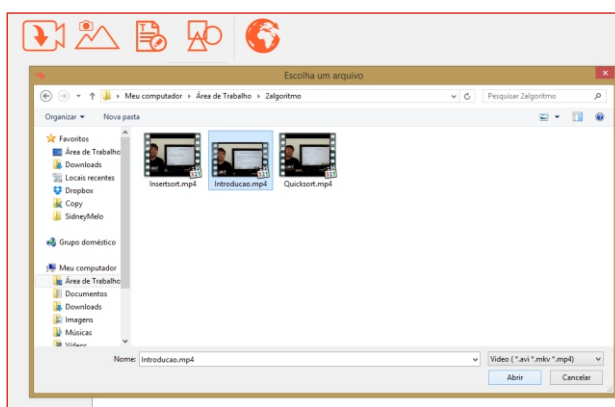 Escolha um arquivo
Meu computador Área de Trabalho 2algoritmo
Pesquisar 2algoritmo
Organizar Nova pasta
Favoritos
Área de Trabalho
Downloads
Locais recentes
Dropbox
Copy
SidneyMelo
Grupo doméstico
Meu computador
Área de Trabalho
Documentos
Downloads
Imagens
Músicas
Vídeos
Insertsort.mp4 Introducao.mp4 Quicksort.mp4
Nome: Introducao.mp4
Video ( *.avi *.mkv *.mp4)
Abrir Cancelar